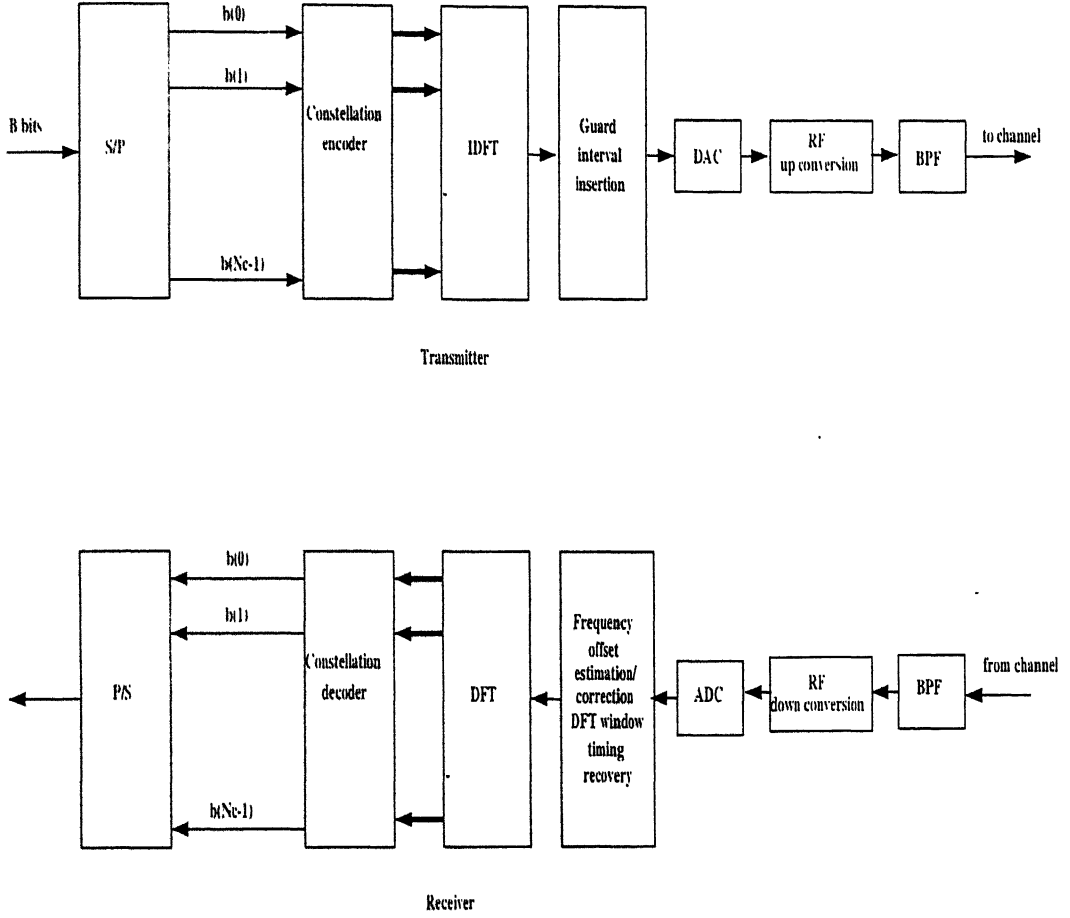 b(0)
b(1)
B bits
S/P
Constellation
encoder
IDFT
Guard
interval
insertion
DAC
RF
up conversion
BPF
to channel
b(Nc-1)
Transmitter
b(0)
b(1)
P/S
Constellation
decoder
DFT
Frequency
offset
estimation/
correction
DFT window
timing
recovery
ADC
RF
down conversion
BPF
from channel
b(Nc-1)
Receiver